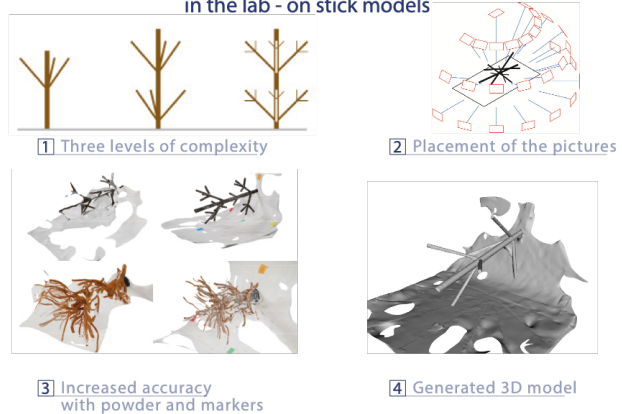 in the lab - on stick models
1 Three levels of complexity
2 Placement of the pictures
3 Increased accuracy
with powder and markers
4 Generated 3D model